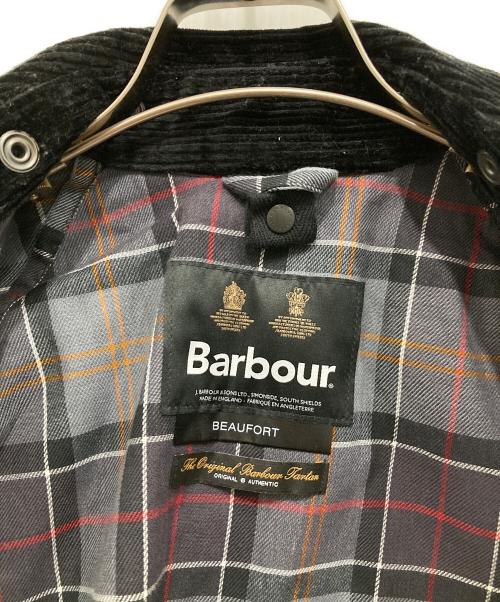 Barbour®
J. BARBOUR & SONS LTD., SIMONSIDE, SOUTH SHIELDS
MADE IN ENGLAND - FABRIQUÉ EN ANGLETERRE
BEAUFORT
The Original Barbour Tartan
ORIGINAL & AUTHENTIC